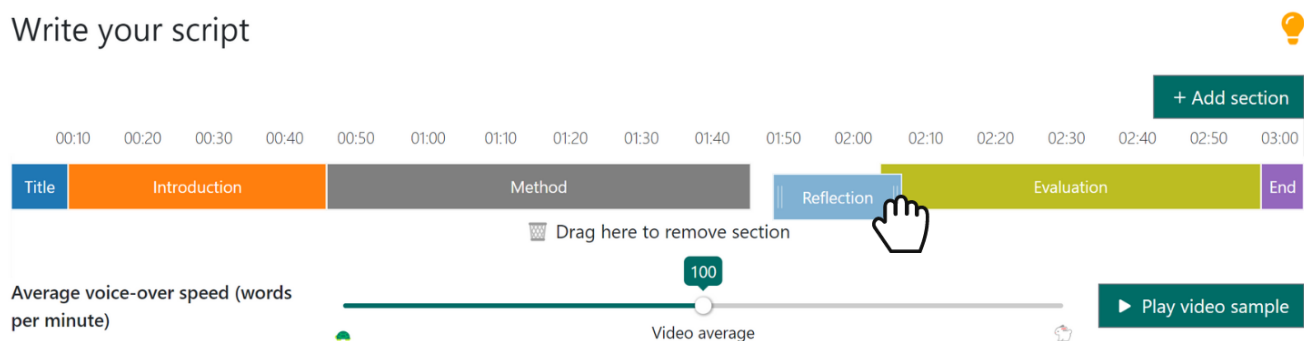 Write your script
+ Add section
00:10 00:20 00:30 00:40 00:50 01:00 01:10 01:20 01:30 01:40 01:50 02:00 02:10 02:20 02:30 02:40 02:50 03:00
Title Introduction Method Reflection Evaluation End
Drag here to remove section
100
Average voice-over speed (words
per minute)
Play video sample
Video average